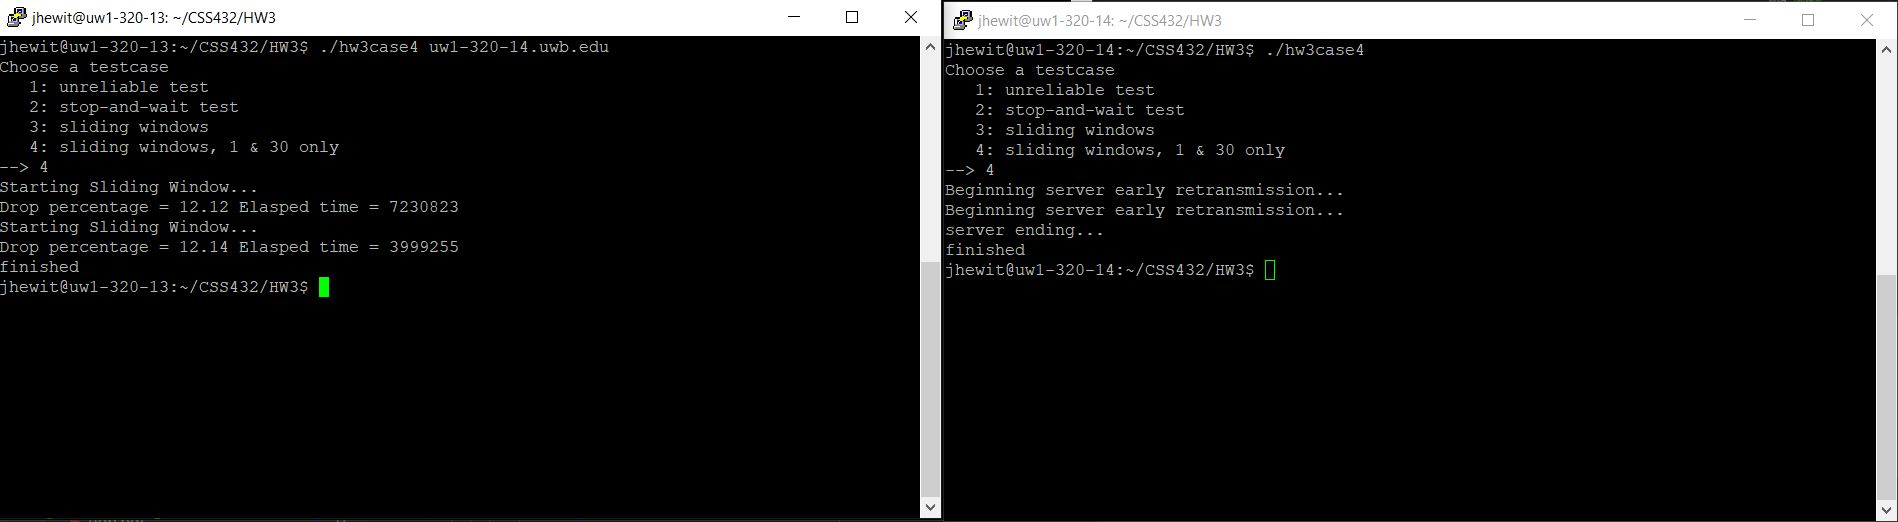 jhewit@uw1-320-13: ~/CSS432/HW3
jhewit@uw1-320-13:~/CSS432/HW3$ ./hw3case4 uw1-320-14.uwb.edu
Choose a testcase
   1: unreliable test
   2: stop-and-wait test
   3: sliding windows
   4: sliding windows, 1 & 30 only
--> 4
Starting Sliding Window...
Drop percentage = 12.12 Elasped time = 7230823
Starting Sliding Window...
Drop percentage = 12.14 Elasped time = 3999255
finished
jhewit@uw1-320-13:~/CSS432/HW3$
jhewit@uw1-320-14: ~/CSS432/HW3
jhewit@uw1-320-14:~/CSS432/HW3$ ./hw3case4
Choose a testcase
   1: unreliable test
   2: stop-and-wait test
   3: sliding windows
   4: sliding windows, 1 & 30 only
--> 4
Beginning server early retransmission...
Beginning server early retransmission...
server ending...
finished
jhewit@uw1-320-14:~/CSS432/HW3$